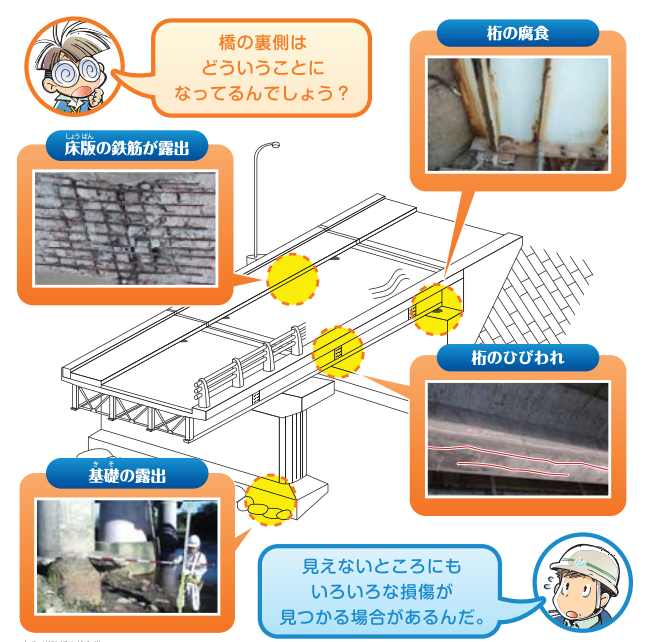 橋の裏側は
どういうことに
なってるんでしょう？
桁の腐食
しょうばん
床版の鉄筋が露出
桁のひびわれ
きそ
基礎の露出
見えないところにも
いろいろな損傷が
見つかる場合があるんだ。